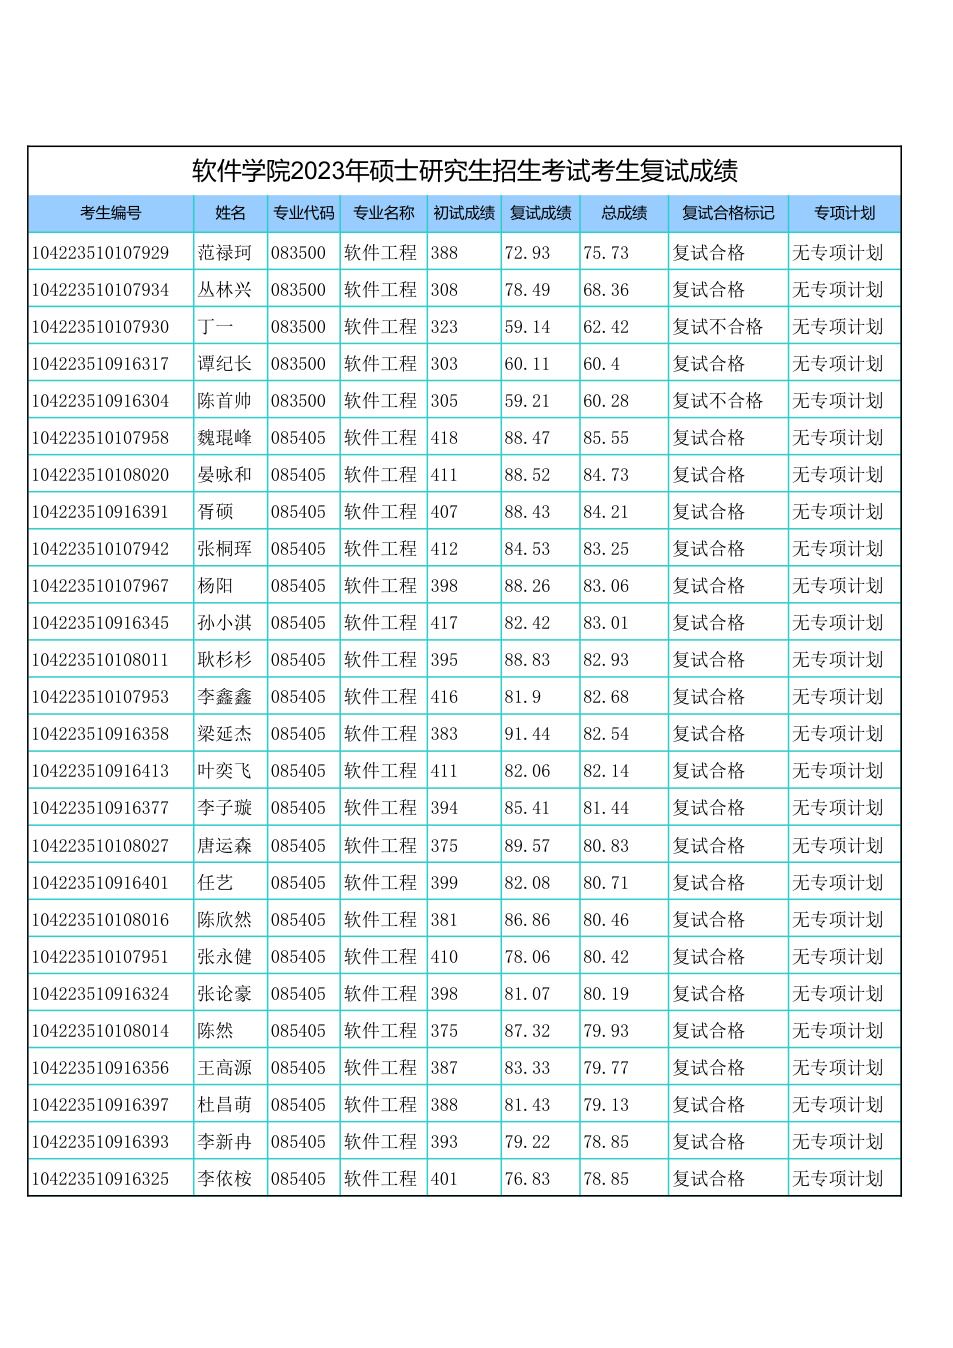 软件学院2023年硕士研究生招生考试考生复试成绩
考生编号 姓名 专业代码 专业名称 初试成绩 复试成绩 总成绩 复试合格标记 专项计划
104223510107929 范禄珂 083500 软件工程 388 72.93 75.73 复试合格 无专项计划
104223510107934 丛林兴 083500 软件工程 308 78.49 68.36 复试合格 无专项计划
104223510107930 丁一 083500 软件工程 323 59.14 62.42 复试不合格 无专项计划
104223510916317 谭纪长 083500 软件工程 303 60.11 60.4 复试合格 无专项计划
104223510916304 陈首帅 083500 软件工程 305 59.21 60.28 复试不合格 无专项计划
104223510107958 魏琨峰 085405 软件工程 418 88.47 85.55 复试合格 无专项计划
104223510108020 晏咏和 085405 软件工程 411 88.52 84.73 复试合格 无专项计划
104223510916391 胥硕 085405 软件工程 407 88.43 84.21 复试合格 无专项计划
104223510107942 张桐珲 085405 软件工程 412 84.53 83.25 复试合格 无专项计划
104223510107967 杨阳 085405 软件工程 398 88.26 83.06 复试合格 无专项计划
104223510916345 孙小淇 085405 软件工程 417 82.42 83.01 复试合格 无专项计划
104223510108011 耿杉杉 085405 软件工程 395 88.83 82.93 复试合格 无专项计划
104223510107953 李鑫鑫 085405 软件工程 416 81.9 82.68 复试合格 无专项计划
104223510916358 梁延杰 085405 软件工程 383 91.44 82.54 复试合格 无专项计划
104223510916413 叶奕飞 085405 软件工程 411 82.06 82.14 复试合格 无专项计划
104223510916377 李子璇 085405 软件工程 394 85.41 81.44 复试合格 无专项计划
104223510108027 唐运森 085405 软件工程 375 89.57 80.83 复试合格 无专项计划
104223510916401 任艺 085405 软件工程 399 82.08 80.71 复试合格 无专项计划
104223510108016 陈欣然 085405 软件工程 381 86.86 80.46 复试合格 无专项计划
104223510107951 张永健 085405 软件工程 410 78.06 80.42 复试合格 无专项计划
104223510916324 张论豪 085405 软件工程 398 81.07 80.19 复试合格 无专项计划
104223510108014 陈然 085405 软件工程 375 87.32 79.93 复试合格 无专项计划
104223510916356 王高源 085405 软件工程 387 83.33 79.77 复试合格 无专项计划
104223510916397 杜昌萌 085405 软件工程 388 81.43 79.13 复试合格 无专项计划
104223510916393 李新冉 085405 软件工程 393 79.22 78.85 复试合格 无专项计划
104223510916325 李依桉 085405 软件工程 401 76.83 78.85 复试合格 无专项计划